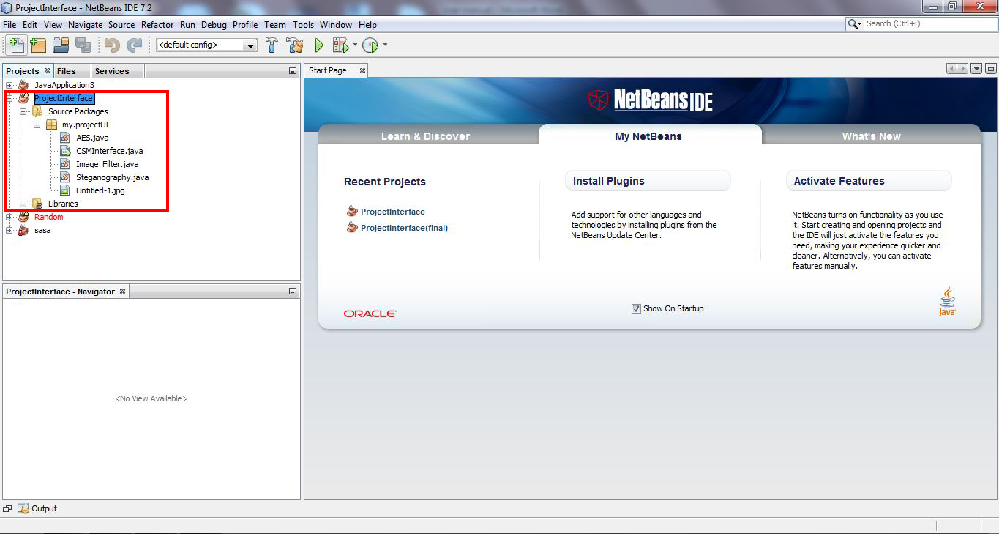 ProjectInterface - NetBeans IDE 7.2
File Edit View Navigate Source Refactor Run Debug Profile Team Tools Window Help
Search (Ctrl+I)
<default config>
Projects Files Services
JavaApplication3
ProjectInterface
Source Packages
my.projectUI
AES.java
CSMInterface.java
Image_Filter.java
Steganography.java
Untitled-1.jpg
Libraries
Random
sasa
ProjectInterface - Navigator
<No View Available>
Start Page
NetBeans IDE
Learn & Discover
My NetBeans
What's New
Recent Projects
ProjectInterface
ProjectInterface(final)
Install Plugins
Add support for other languages and
technologies by installing plugins from the
NetBeans Update Center.
Activate Features
NetBeans turns on functionality as you use
it. Start creating and opening projects and
the IDE will just activate the features you
need, making your experience quicker and
cleaner. Alternatively, you can activate
features manually.
ORACLE
Show On Startup
Java
Output